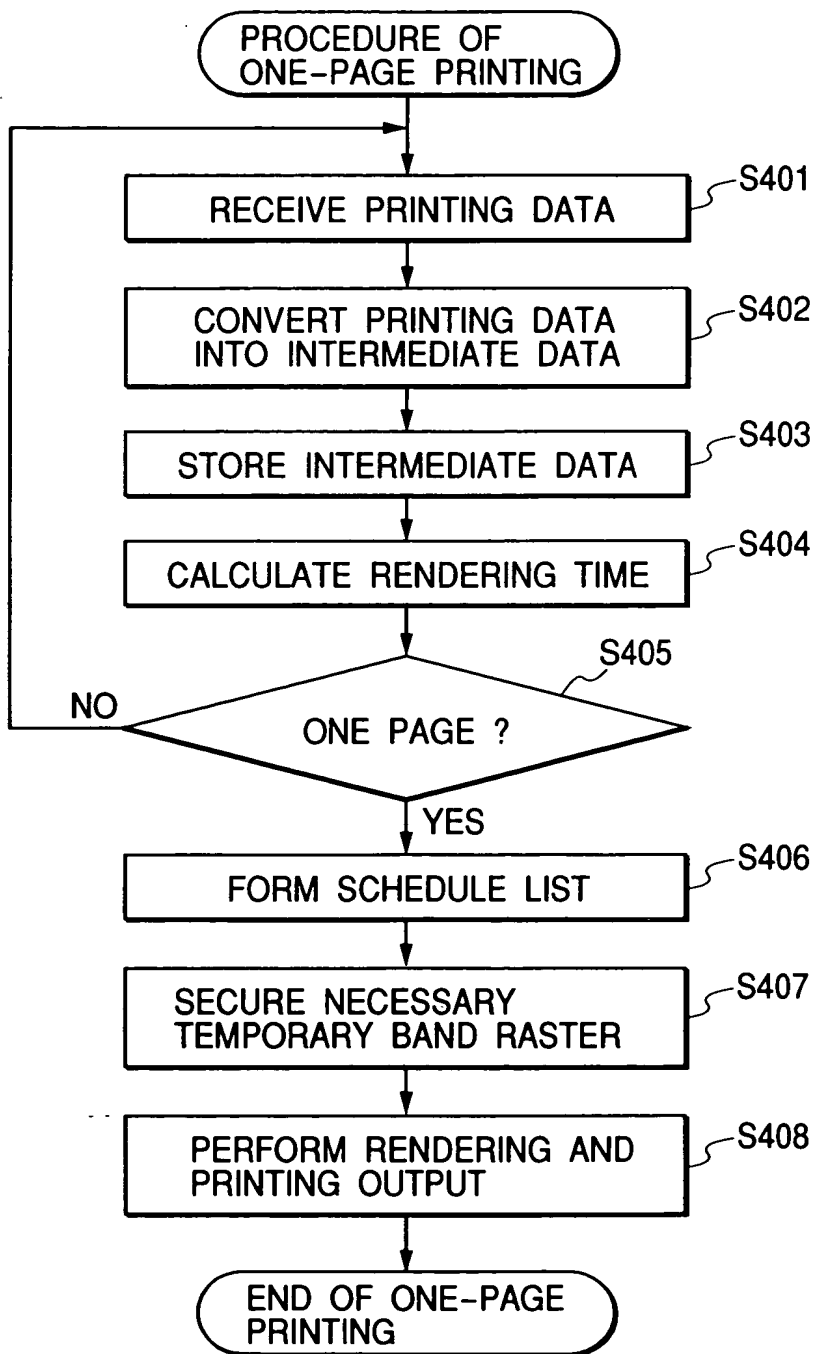 PROCEDURE OF
ONE-PAGE PRINTING
S401
RECEIVE PRINTING DATA
S402
CONVERT PRINTING DATA
INTO INTERMEDIATE DATA
S403
STORE INTERMEDIATE DATA
S404
CALCULATE RENDERING TIME
S405
NO
ONE PAGE ?
YES
S406
FORM SCHEDULE LIST
S407
SECURE NECESSARY
TEMPORARY BAND RASTER
S408
PERFORM RENDERING AND
PRINTING OUTPUT
END OF ONE-PAGE
PRINTING